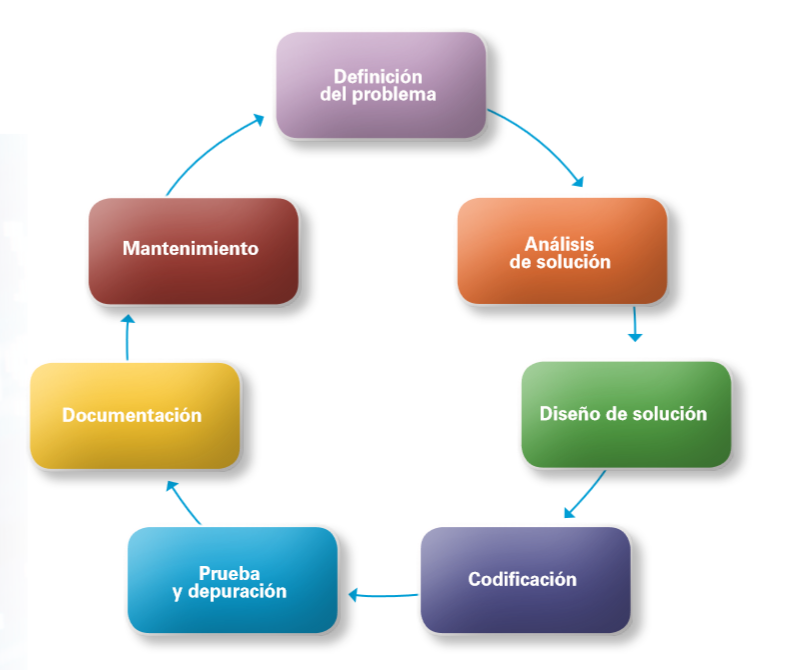 Definición
del problema
Análisis
de solución
Diseño de solución
Codificación
Prueba
y depuración
Documentación
Mantenimiento